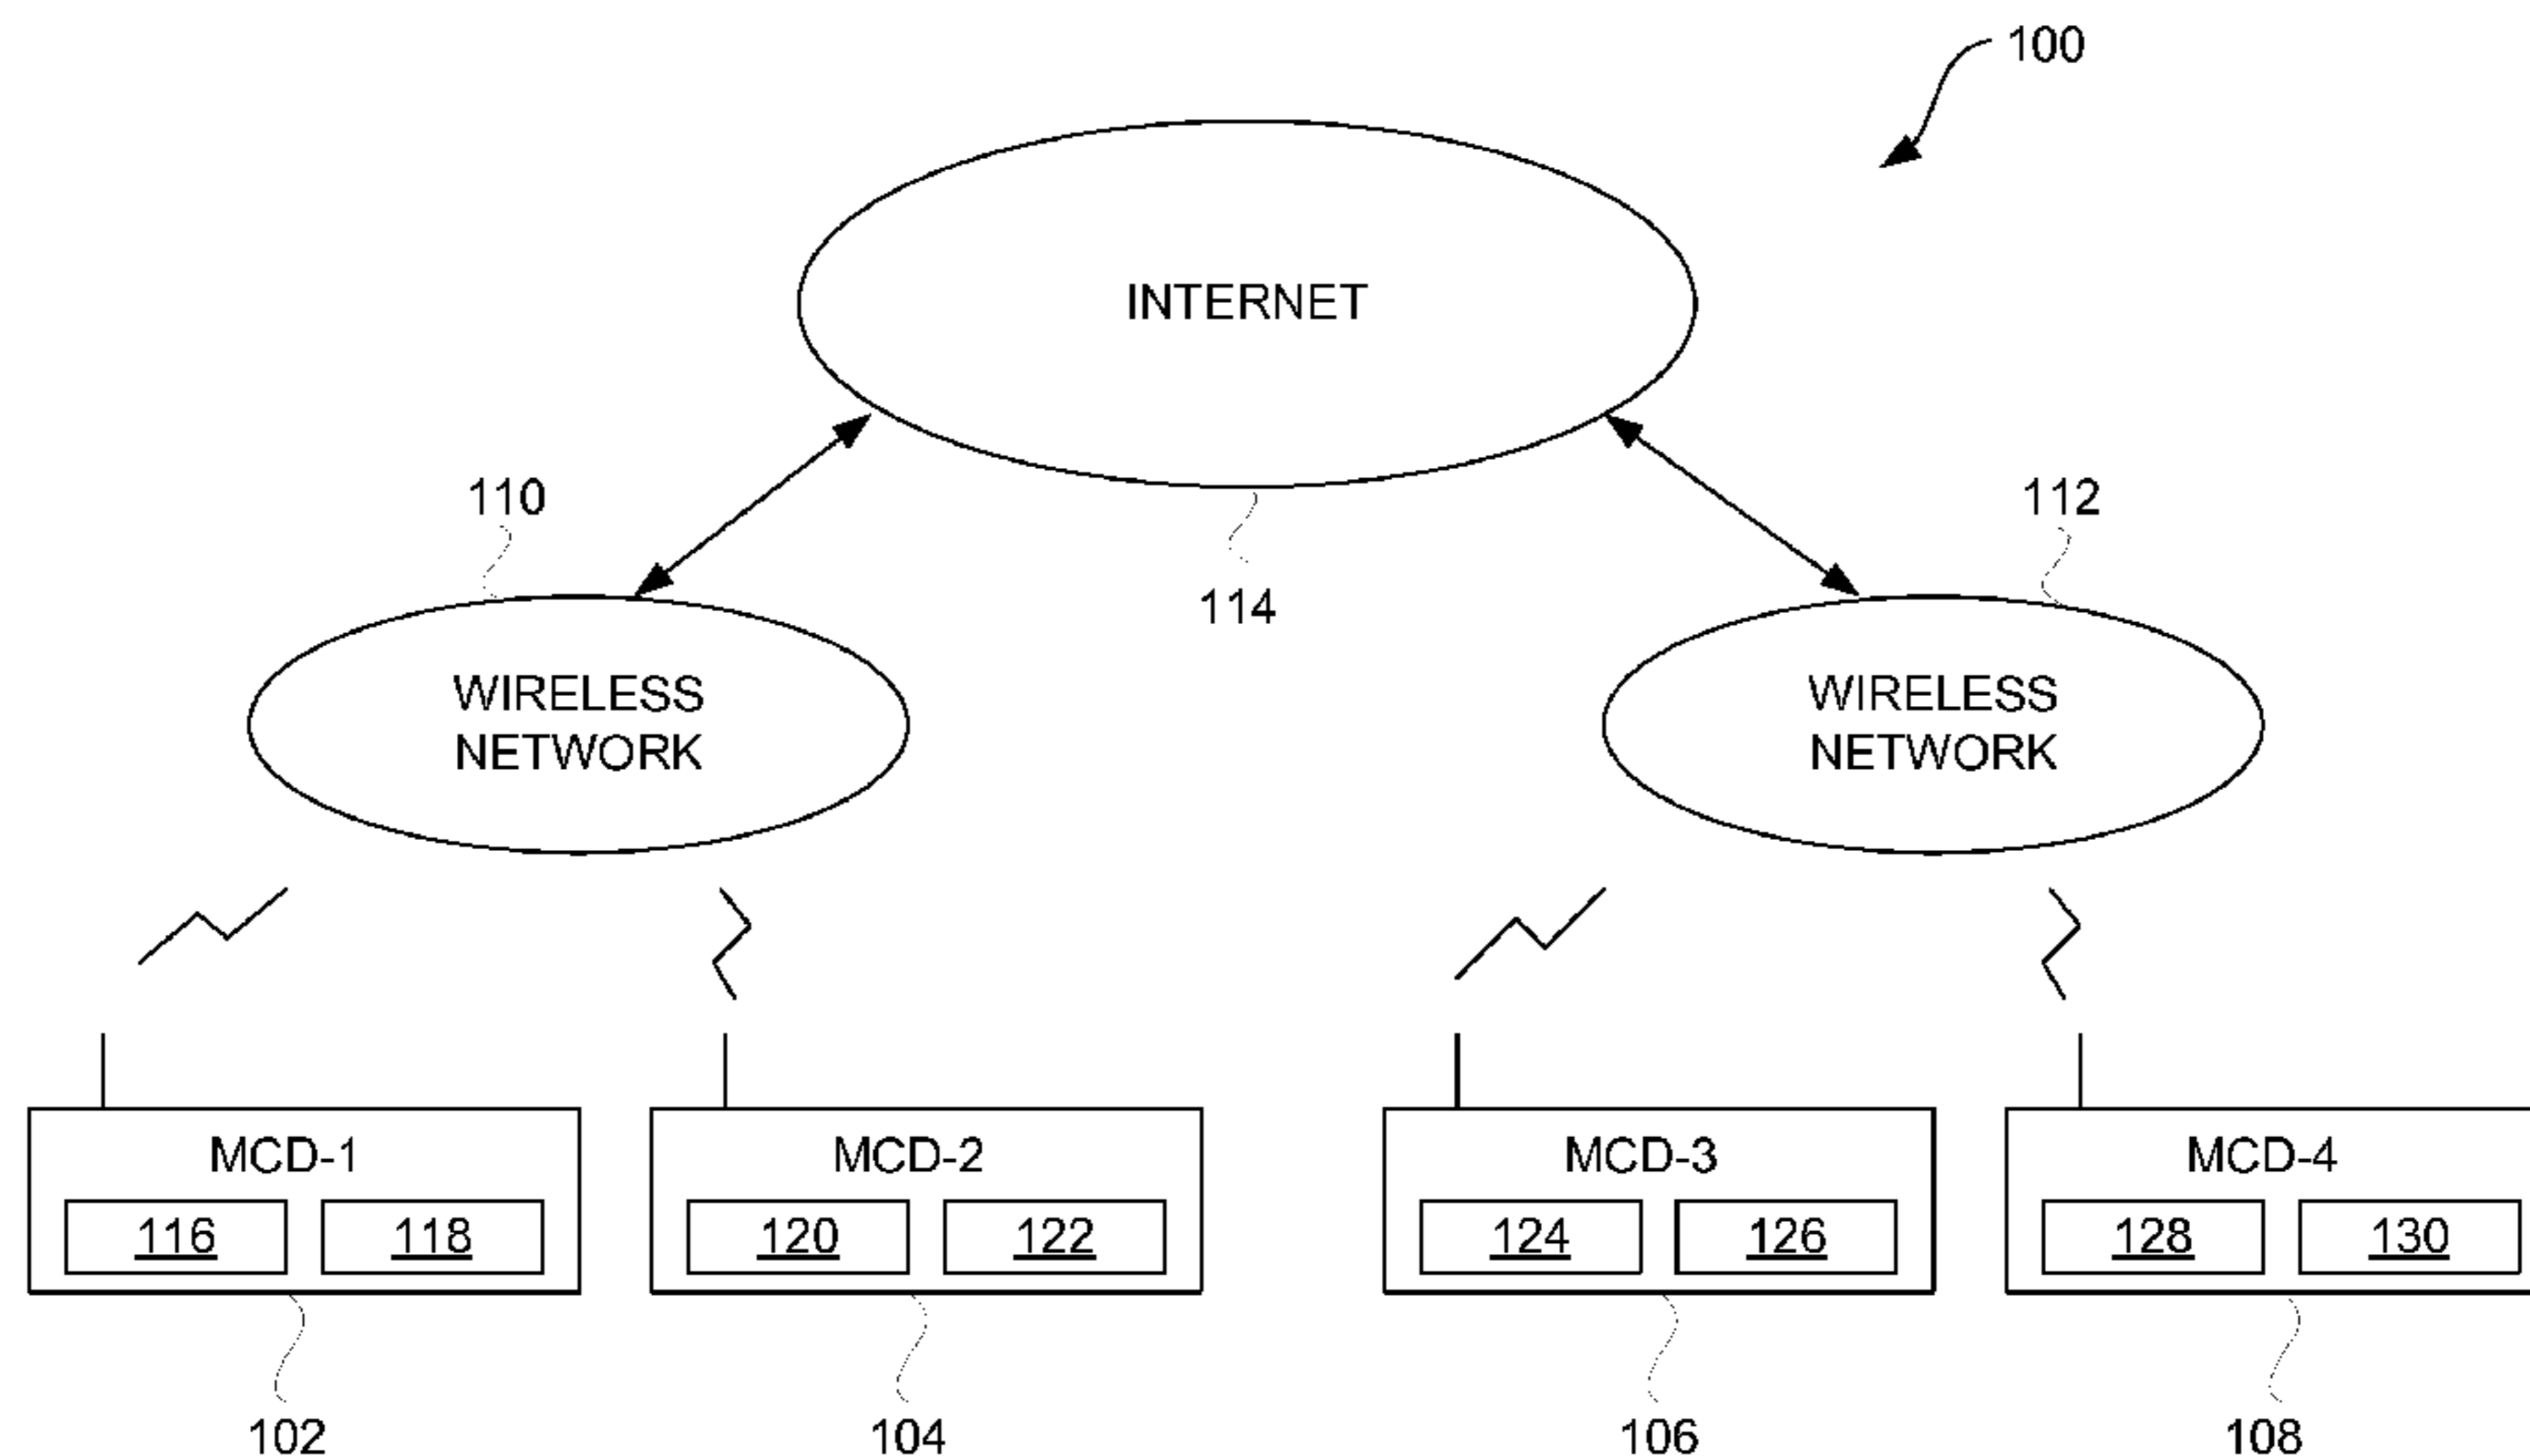 100
INTERNET
110
112
114
WIRELESS
NETWORK
WIRELESS
NETWORK
MCD-1
MCD-2
MCD-3
MCD-4
116
118
120
122
124
126
128
130
102
104
106
108